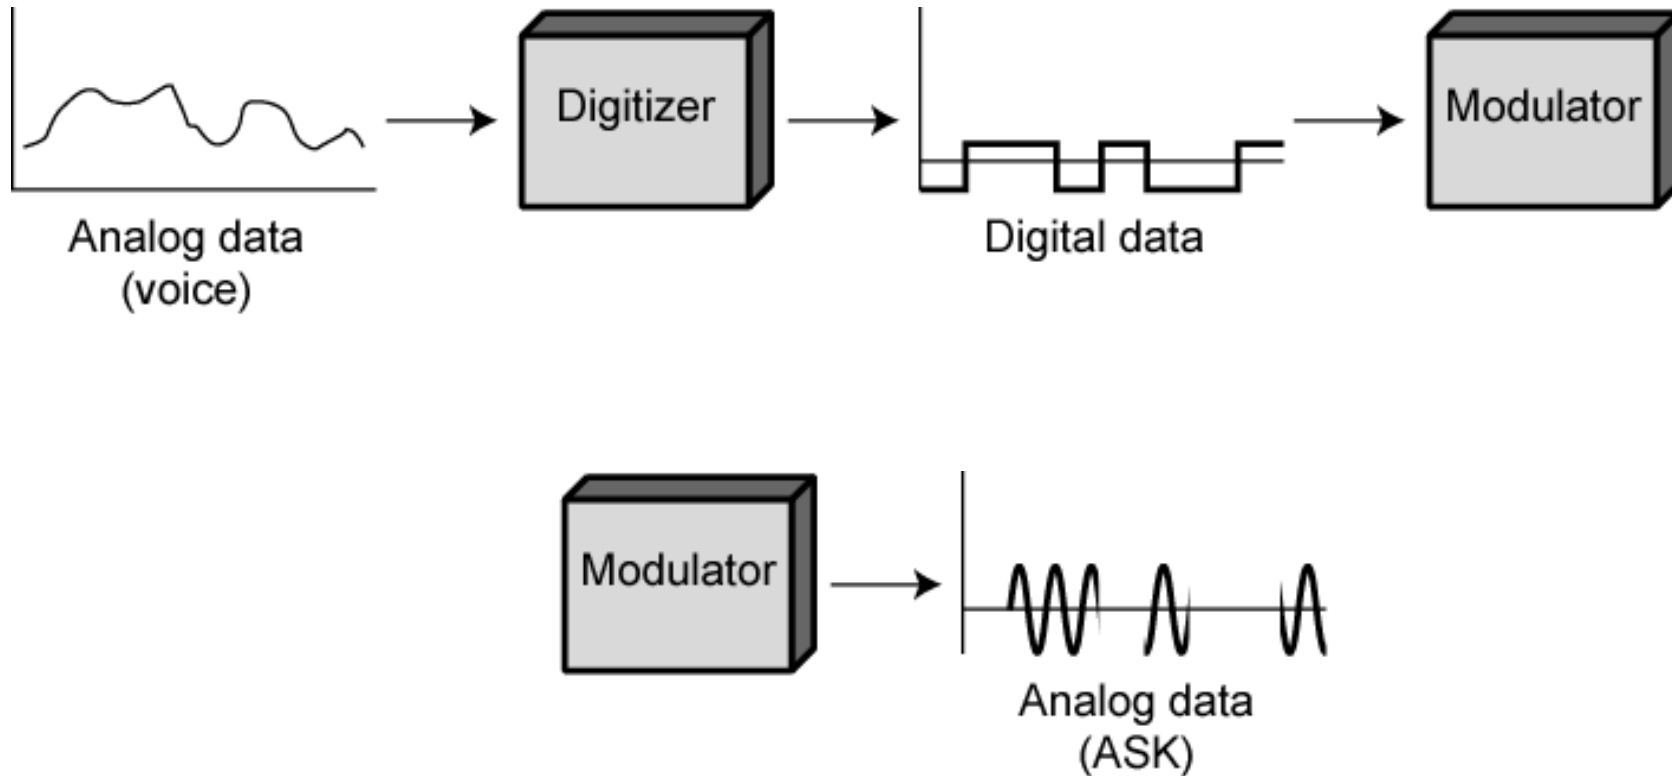 Digitizer
Modulator
Analog data
(voice)
Digital data
Modulator
Analog data
(ASK)